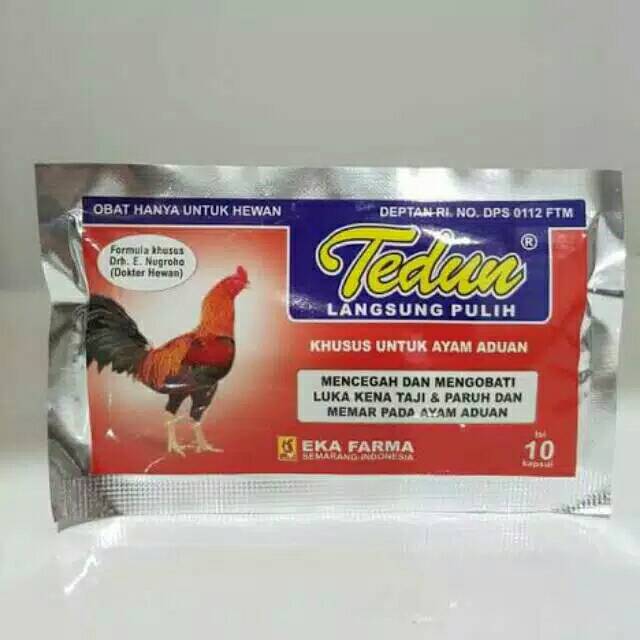 OBAT HANYA UNTUK HEWAN
DEPTAN RI. NO. DPS 0112 FTM
Formula khusus
Drh. E. Nugroho
(Dokter Hewan)
Tedun ®
LANGSUNG PULIH
KHUSUS UNTUK AYAM ADUAN
MENCEGAH DAN MENGOBATI
LUKA KENA TAJI & PARUH DAN
MEMAR PADA AYAM ADUAN
EKA FARMA
SEMARANG-INDONESIA
Isi
10
kapsul